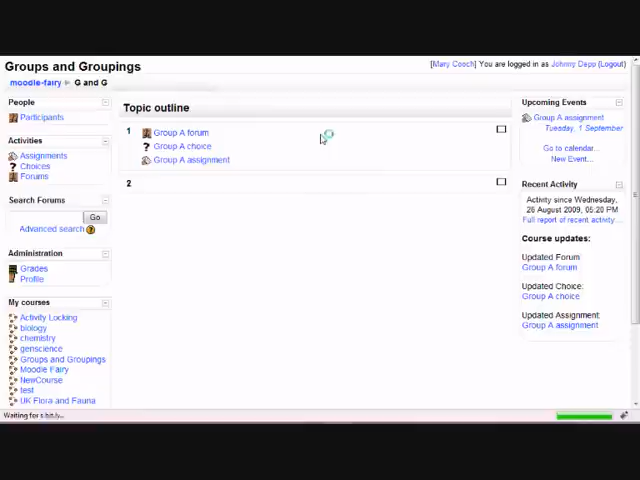 Groups and Groupings
[Mary Cooch] You are logged in as Johnny Depp (Logout)
moodle-fairy ► G and G
People
Participants
Activities
Assignments
Choices
Forums
Search Forums
Go
Advanced search ?
Administration
Grades
Profile
My courses
Activity Locking
biology
chemistry
genscience
Groups and Groupings
Moodle Fairy
NewCourse
test
UK Flora and Fauna
Topic outline
1
Group A forum
? Group A choice
Group A assignment
2
Upcoming Events
Group A assignment
Tuesday, 1 September
Go to calendar...
New Event...
Recent Activity
Activity since Wednesday,
26 August 2009, 05:20 PM
Full report of recent activity...
Course updates:
Updated Forum:
Group A forum
Updated Choice:
Group A choice
Updated Assignment:
Group A assignment
Waiting for